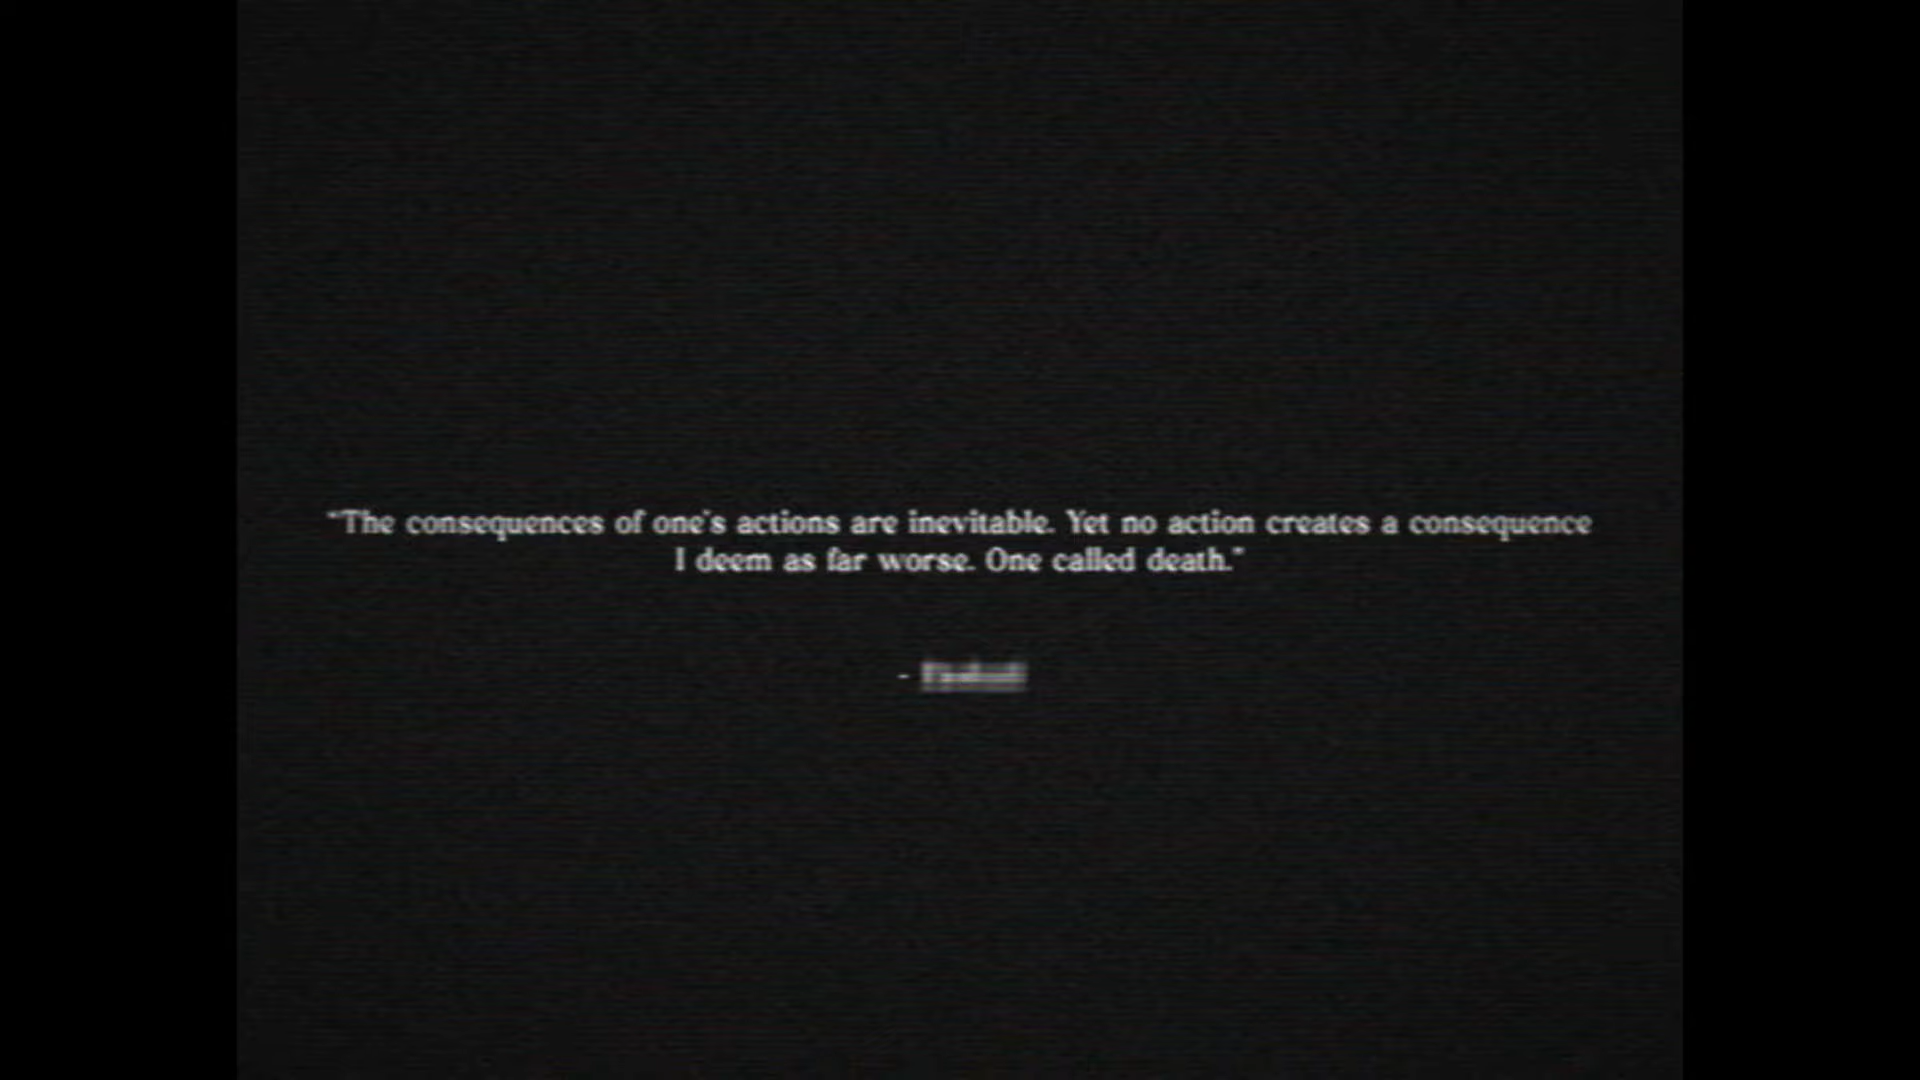 "The consequences of one's actions are inevitable. Yet no action creates a consequence
I deem as far worse. One called death."
-